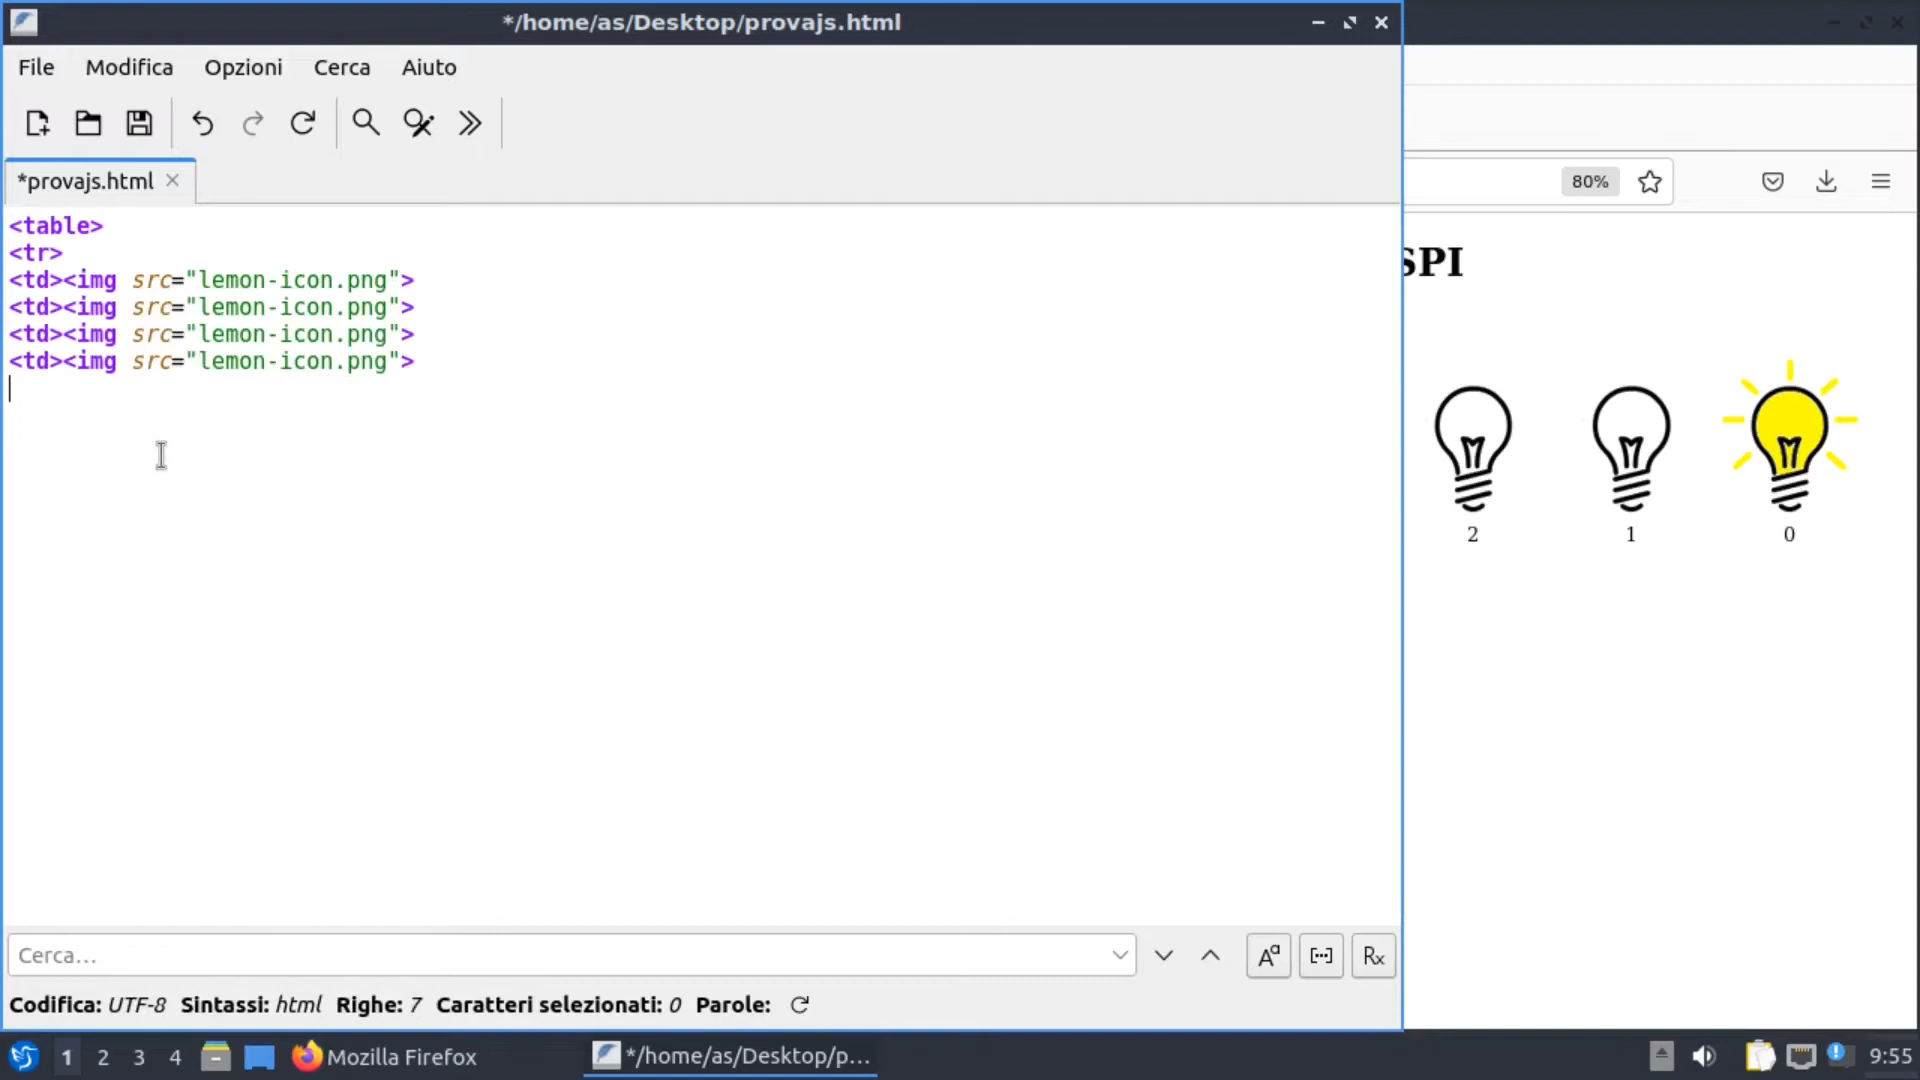 */home/as/Desktop/provajs.html
File Modifica Opzioni Cerca Aiuto
*provajs.html
80%
<table>
<tr>
<td><img src="lemon-icon.png">
<td><img src="lemon-icon.png">
<td><img src="lemon-icon.png">
<td><img src="lemon-icon.png">
SPI
2 1 0
Cerca...
Codifica: UTF-8 Sintassi: html Righe: 7 Caratteri selezionati: 0 Parole:
1 2 3 4 Mozilla Firefox */home/as/Desktop/p... 9:55